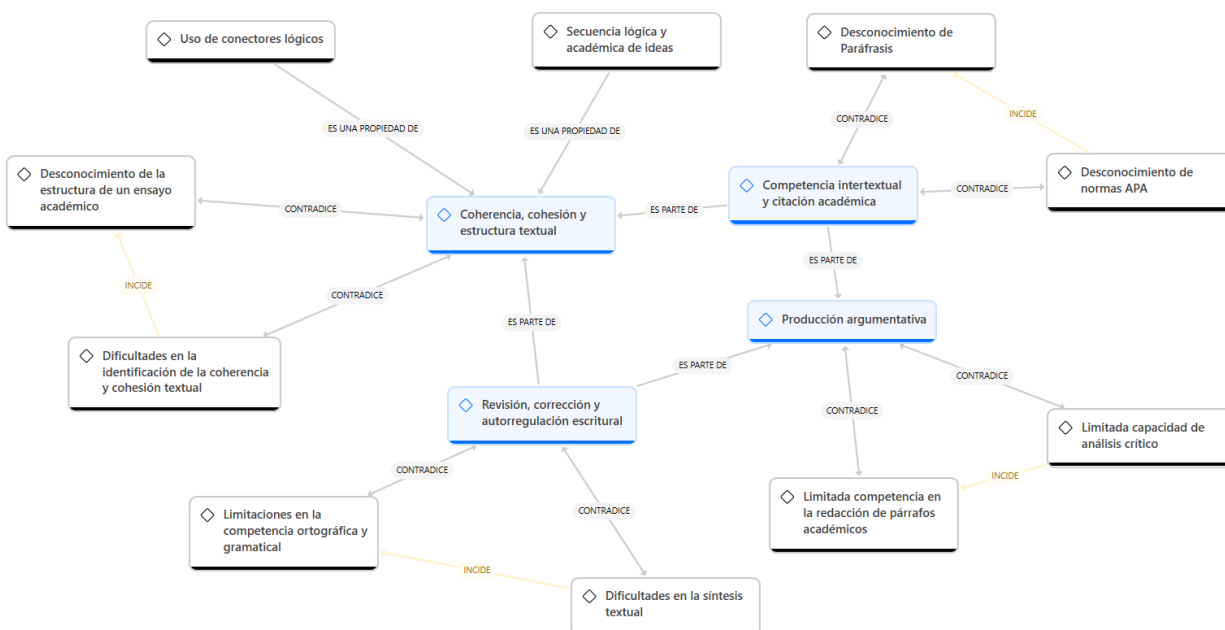 Uso de conectores lógicos
Secuencia lógica y
académica de ideas
Desconocimiento de
Paráfrasis
CONTRADICE
INCIDE
ES UNA PROPIEDAD DE
ES UNA PROPIEDAD DE
Desconocimiento de la
estructura de un ensayo
académico
CONTRADICE
Coherencia, cohesión y
estructura textual
ES PARTE DE
Competencia intertextual
y citación académica
CONTRADICE
Desconocimiento de
normas APA
INCIDE
CONTRADICE
ES PARTE DE
ES PARTE DE
Producción argumentativa
Dificultades en la
identificación de la coherencia
y cohesión textual
ES PARTE DE
CONTRADICE
Revisión, corrección y
autorregulación escritural
CONTRADICE
Limitada capacidad de
análisis crítico
CONTRADICE
INCIDE
Limitaciones en la
competencia ortográfica y
gramatical
CONTRADICE
Limitada competencia en
la redacción de párrafos
académicos
INCIDE
Dificultades en la síntesis
textual